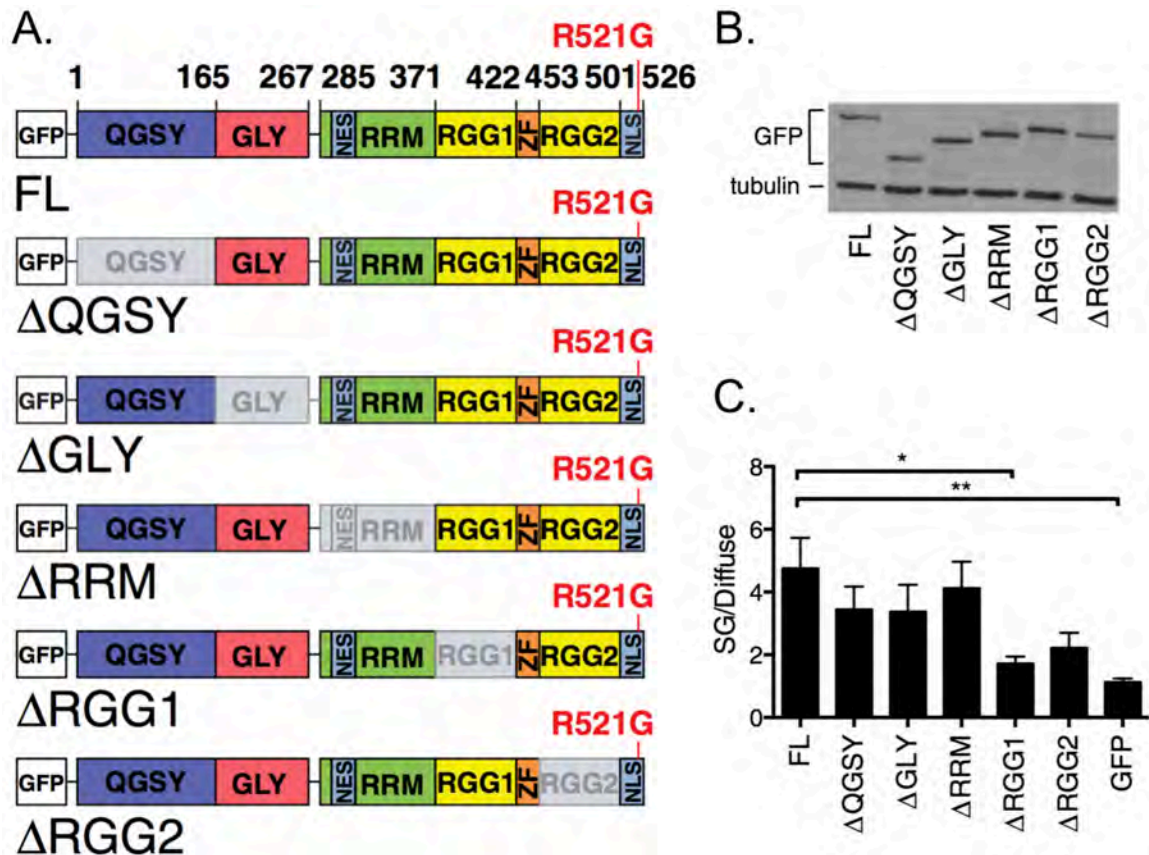 A.
R521G
1 165 267 285 371 422 453 501 526
GFP QGSY GLY NES RRM RGG1 ZF RGG2 NLS
FL
R521G
GFP QGSY GLY NES RRM RGG1 ZF RGG2 NLS
ΔQGSY
R521G
GFP QGSY GLY NES RRM RGG1 ZF RGG2 NLS
ΔGLY
R521G
GFP QGSY GLY NES RRM RGG1 ZF RGG2 NLS
ΔRRM
R521G
GFP QGSY GLY NES RRM RGG1 ZF RGG2 NLS
ΔRGG1
R521G
GFP QGSY GLY NES RRM RGG1 ZF RGG2 NLS
ΔRGG2
B.
GFP
tubulin
FL ΔQGSY ΔGLY ΔRRM ΔRGG1 ΔRGG2
C.
*
**
SG/Diffuse
8
6
4
2
0
FL ΔQGSY ΔGLY ΔRRM ΔRGG1 ΔRGG2 GFP